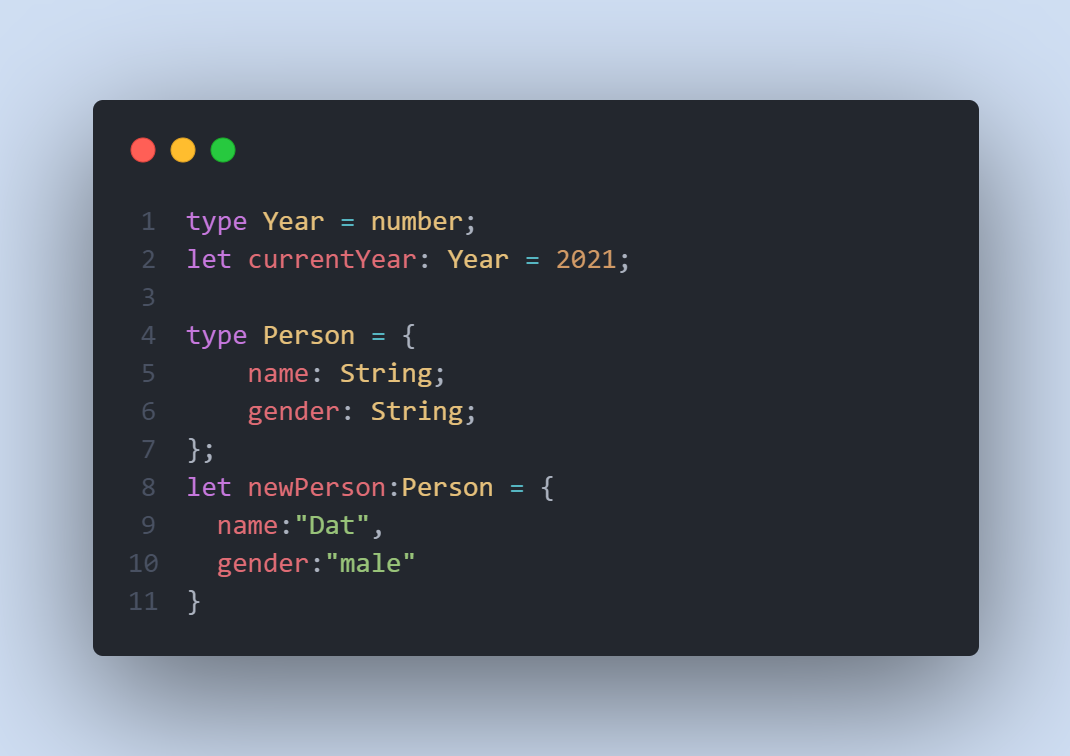 1 type Year = number;
2 let currentYear: Year = 2021;
3
4 type Person = {
5     name: String;
6     gender: String;
7 };
8 let newPerson:Person = {
9   name:"Dat",
10   gender:"male"
11 }